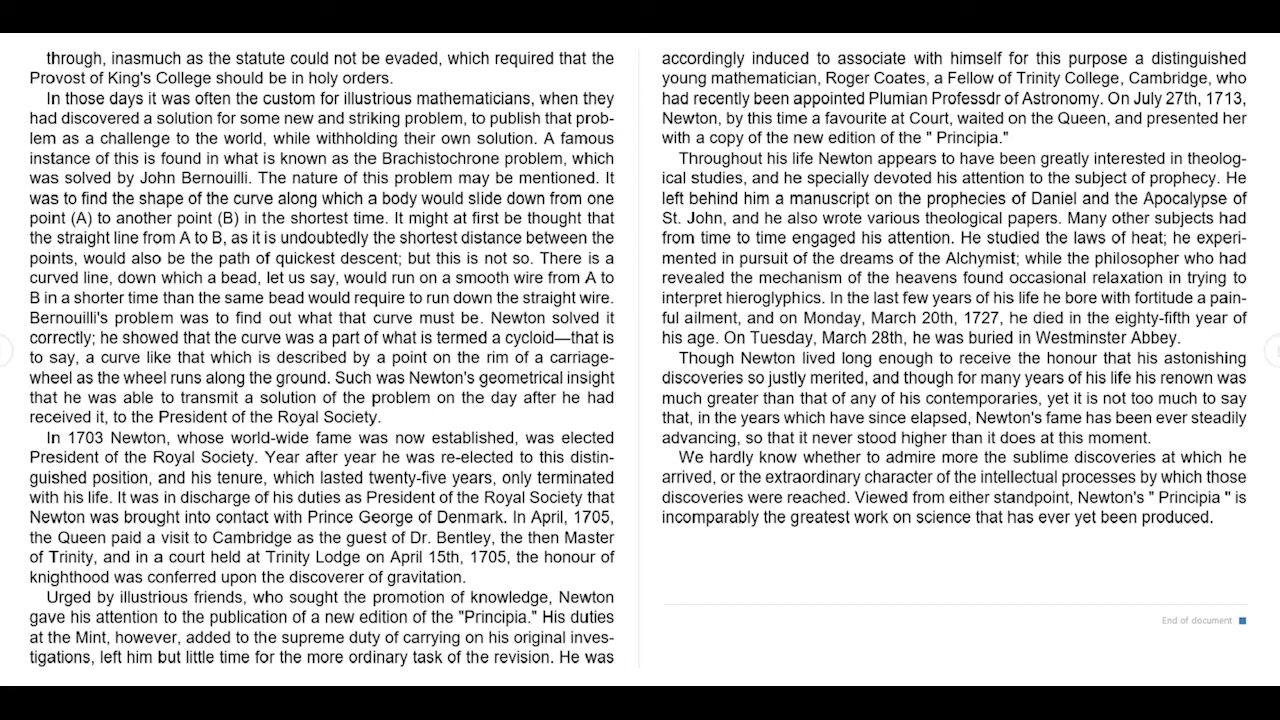 through, inasmuch as the statute could not be evaded, which required that the
Provost of King's College should be in holy orders.
In those days it was often the custom for illustrious mathematicians, when they
had discovered a solution for some new and striking problem, to publish that prob-
lem as a challenge to the world, while withholding their own solution. A famous
instance of this is found in what is known as the Brachistochrone problem, which
was solved by John Bernouilli. The nature of this problem may be mentioned. It
was to find the shape of the curve along which a body would slide down from one
point (A) to another point (B) in the shortest time. It might at first be thought that
the straight line from A to B, as it is undoubtedly the shortest distance between the
points, would also be the path of quickest descent; but this is not so. There is a
curved line, down which a bead, let us say, would run on a smooth wire from A to
B in a shorter time than the same bead would require to run down the straight wire.
Bernouilli's problem was to find out what that curve must be. Newton solved it
correctly; he showed that the curve was a part of what is termed a cycloid—that is
to say, a curve like that which is described by a point on the rim of a carriage-
wheel as the wheel runs along the ground. Such was Newton's geometrical insight
that he was able to transmit a solution of the problem on the day after he had
received it, to the President of the Royal Society.
In 1703 Newton, whose world-wide fame was now established, was elected
President of the Royal Society. Year after year he was re-elected to this distin-
guished position, and his tenure, which lasted twenty-five years, only terminated
with his life. It was in discharge of his duties as President of the Royal Society that
Newton was brought into contact with Prince George of Denmark. In April, 1705,
the Queen paid a visit to Cambridge as the guest of Dr. Bentley, the then Master
of Trinity, and in a court held at Trinity Lodge on April 15th, 1705, the honour of
knighthood was conferred upon the discoverer of gravitation.
Urged by illustrious friends, who sought the promotion of knowledge, Newton
gave his attention to the publication of a new edition of the "Principia." His duties
at the Mint, however, added to the supreme duty of carrying on his original inves-
tigations, left him but little time for the more ordinary task of the revision. He was
accordingly induced to associate with himself for this purpose a distinguished
young mathematician, Roger Coates, a Fellow of Trinity College, Cambridge, who
had recently been appointed Plumian Professdr of Astronomy. On July 27th, 1713,
Newton, by this time a favourite at Court, waited on the Queen, and presented her
with a copy of the new edition of the " Principia."
Throughout his life Newton appears to have been greatly interested in theolog-
ical studies, and he specially devoted his attention to the subject of prophecy. He
left behind him a manuscript on the prophecies of Daniel and the Apocalypse of
St. John, and he also wrote various theological papers. Many other subjects had
from time to time engaged his attention. He studied the laws of heat; he experi-
mented in pursuit of the dreams of the Alchymist; while the philosopher who had
revealed the mechanism of the heavens found occasional relaxation in trying to
interpret hieroglyphics. In the last few years of his life he bore with fortitude a pain-
ful ailment, and on Monday, March 20th, 1727, he died in the eighty-fifth year of
his age. On Tuesday, March 28th, he was buried in Westminster Abbey.
Though Newton lived long enough to receive the honour that his astonishing
discoveries so justly merited, and though for many years of his life his renown was
much greater than that of any of his contemporaries, yet it is not too much to say
that, in the years which have since elapsed, Newton's fame has been ever steadily
advancing, so that it never stood higher than it does at this moment.
We hardly know whether to admire more the sublime discoveries at which he
arrived, or the extraordinary character of the intellectual processes by which those
discoveries were reached. Viewed from either standpoint, Newton's " Principia " is
incomparably the greatest work on science that has ever yet been produced.
End of document